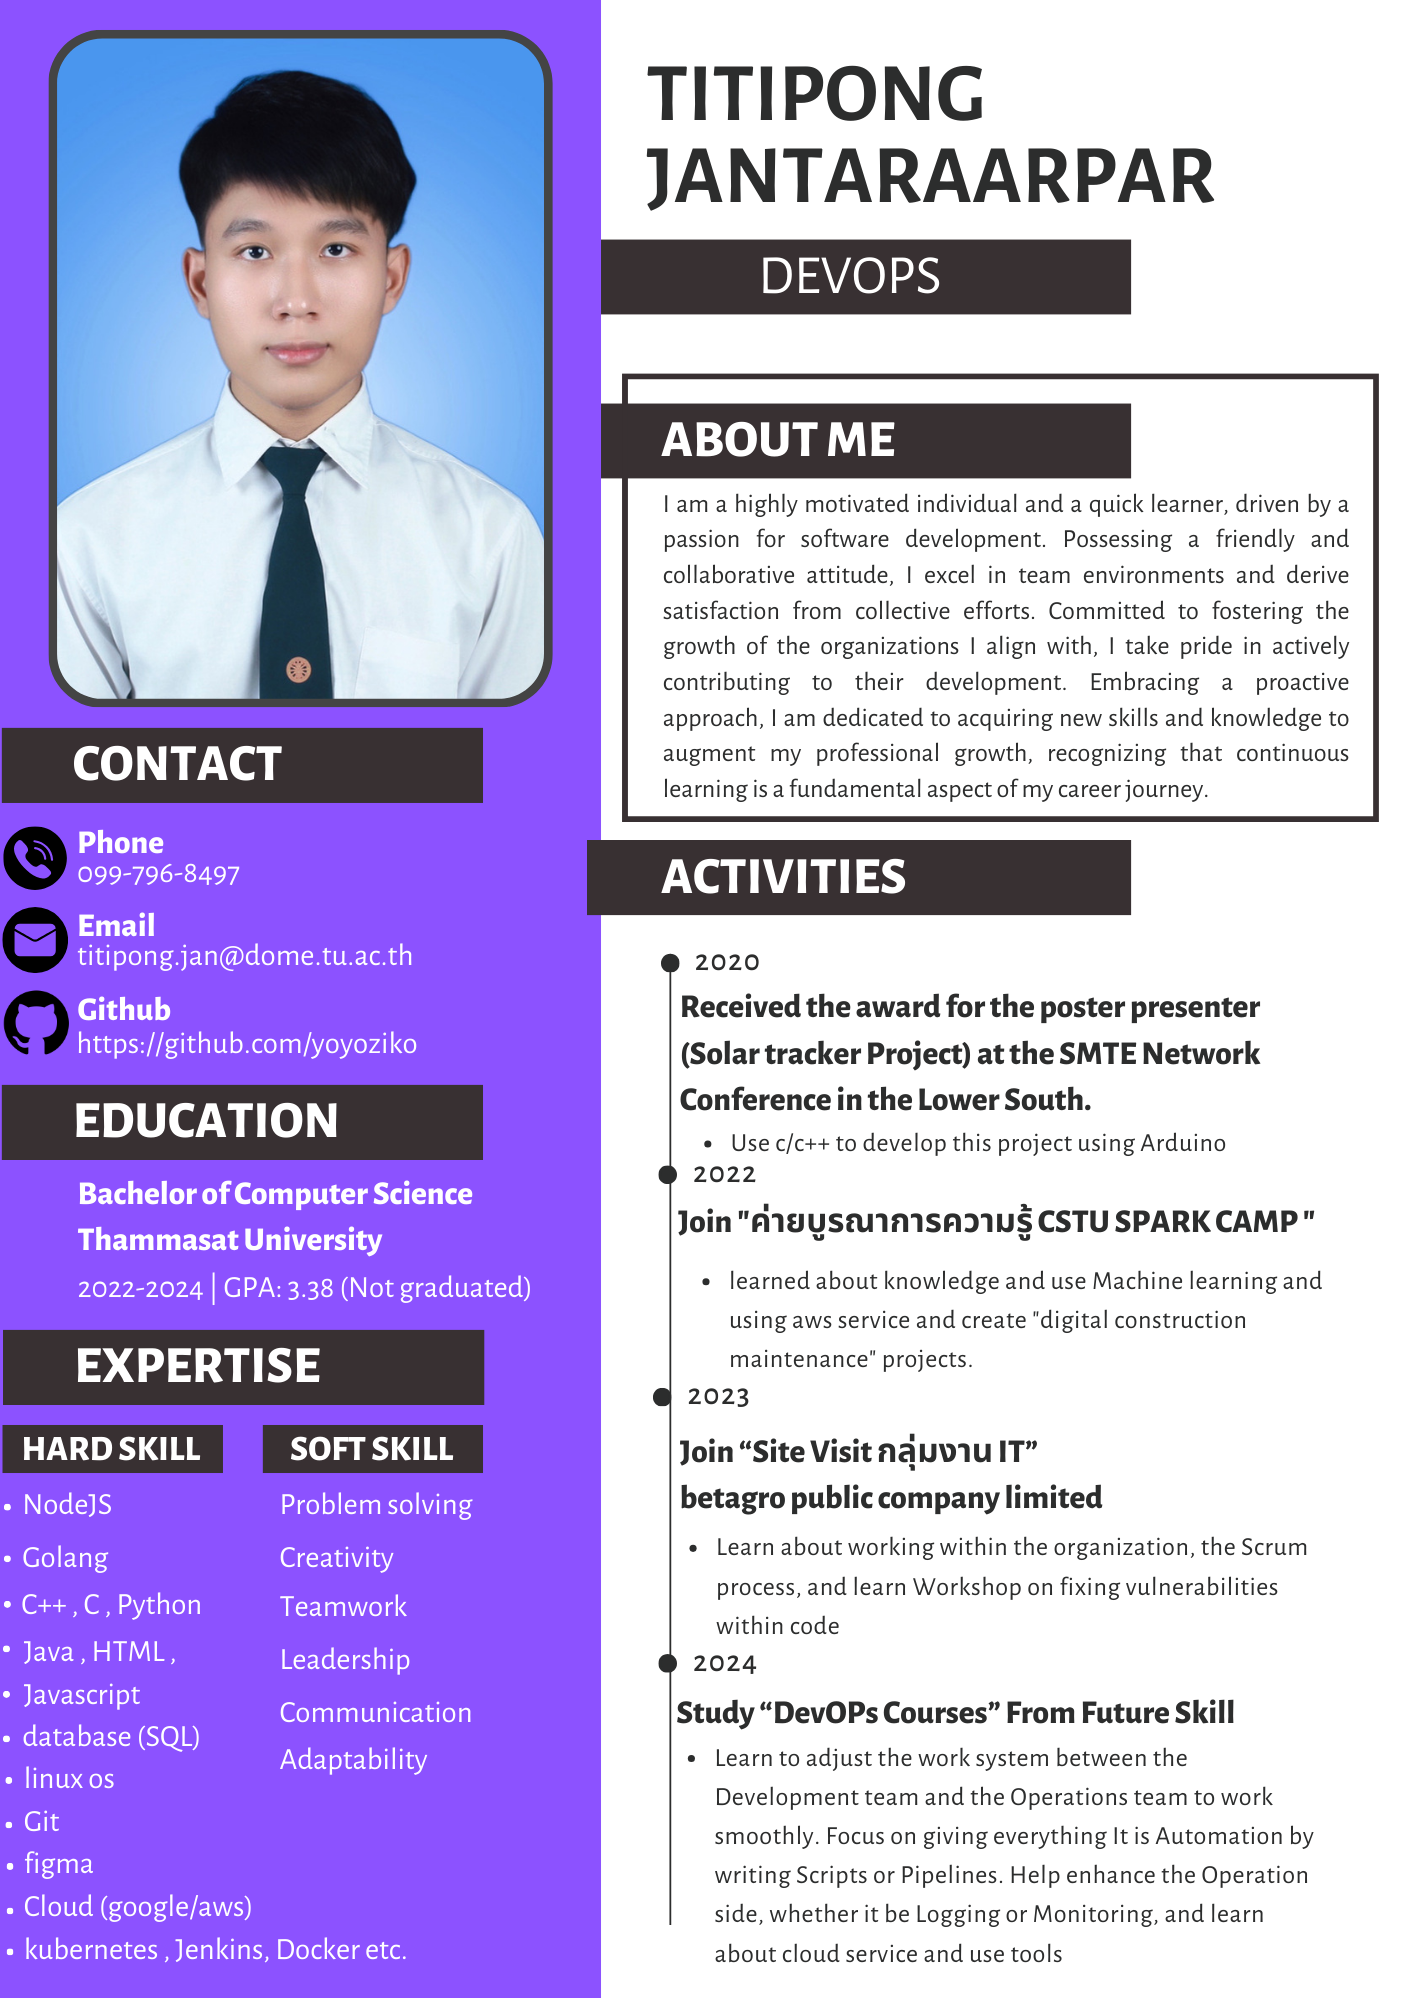 TITIPONG
JANTARAARPAR
DEVOPS
ABOUT ME
I am a highly motivated individual and a quick learner, driven by a
passion for software development. Possessing a friendly and
collaborative attitude, I excel in team environments and derive
satisfaction from collective efforts. Committed to fostering the
growth of the organizations I align with, I take pride in actively
contributing to their development. Embracing a proactive
approach, I am dedicated to acquiring new skills and knowledge to
augment my professional growth, recognizing that continuous
learning is a fundamental aspect of my career journey.
CONTACT
Phone
099-796-8497
Email
titipong.jan@dome.tu.ac.th
Github
https://github.com/yoyoziko
EDUCATION
Bachelor of Computer Science
Thammasat University
2022-2024 | GPA: 3.38 (Not graduated)
EXPERTISE
HARD SKILL
• NodeJS
• Golang
• C++ , C , Python
• Java , HTML ,
• Javascript
• database (SQL)
• linux os
• Git
• figma
• Cloud (google/aws)
• kubernetes , Jenkins, Docker etc.
SOFT SKILL
Problem solving
Creativity
Teamwork
Leadership
Communication
Adaptability
ACTIVITIES
2020
Received the award for the poster presenter
(Solar tracker Project) at the SMTE Network
Conference in the Lower South.
• Use c/c++ to develop this project using Arduino
2022
Join "ค่ายบูรณาการความรู้ CSTU SPARK CAMP "
• learned about knowledge and use Machine learning and
using aws service and create "digital construction
maintenance" projects.
2023
Join “Site Visit กลุ่มงาน IT”
betagro public company limited
• Learn about working within the organization, the Scrum
process, and learn Workshop on fixing vulnerabilities
within code
2024
Study “DevOPs Courses” From Future Skill
• Learn to adjust the work system between the
Development team and the Operations team to work
smoothly. Focus on giving everything It is Automation by
writing Scripts or Pipelines. Help enhance the Operation
side, whether it be Logging or Monitoring, and learn
about cloud service and use tools